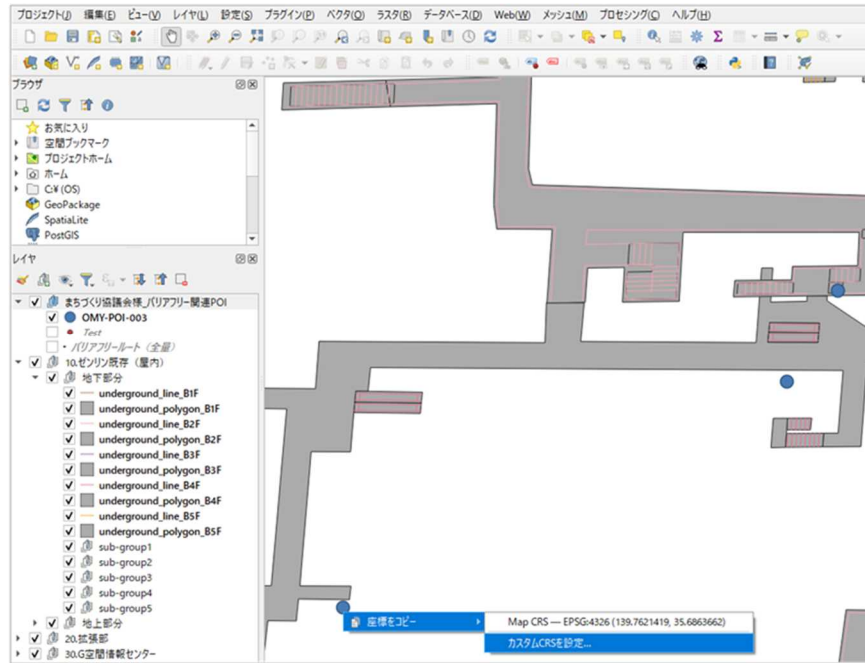 プロジェクト(J) 編集(E) ビュー(V) レイヤ(L) 設定(S) プラグイン(P) ベクタ(O) ラスタ(R) データベース(D) Web(W) メッシュ(M) プロセシング(C) ヘルプ(H)
ブラウザ
お気に入り
空間ブックマーク
プロジェクトホーム
ホーム
C:¥ (OS)
GeoPackage
SpatiaLite
PostGIS
レイヤ
まちづくり協議会様_バリアフリー関連POI
OMY-POI-003
Test
バリアフリールート（全量）
10.ゼンリン既存（屋内）
地下部分
underground_line_B1F
underground_polygon_B1F
underground_line_B2F
underground_polygon_B2F
underground_line_B3F
underground_polygon_B3F
underground_line_B4F
underground_polygon_B4F
underground_line_B5F
underground_polygon_B5F
sub-group1
sub-group2
sub-group3
sub-group4
sub-group5
地上部分
20.拡張部
30.G空間情報センター
座標をコピー
Map CRS — EPSG:4326 (139.7621419, 35.6863662)
カスタムCRSを設定...